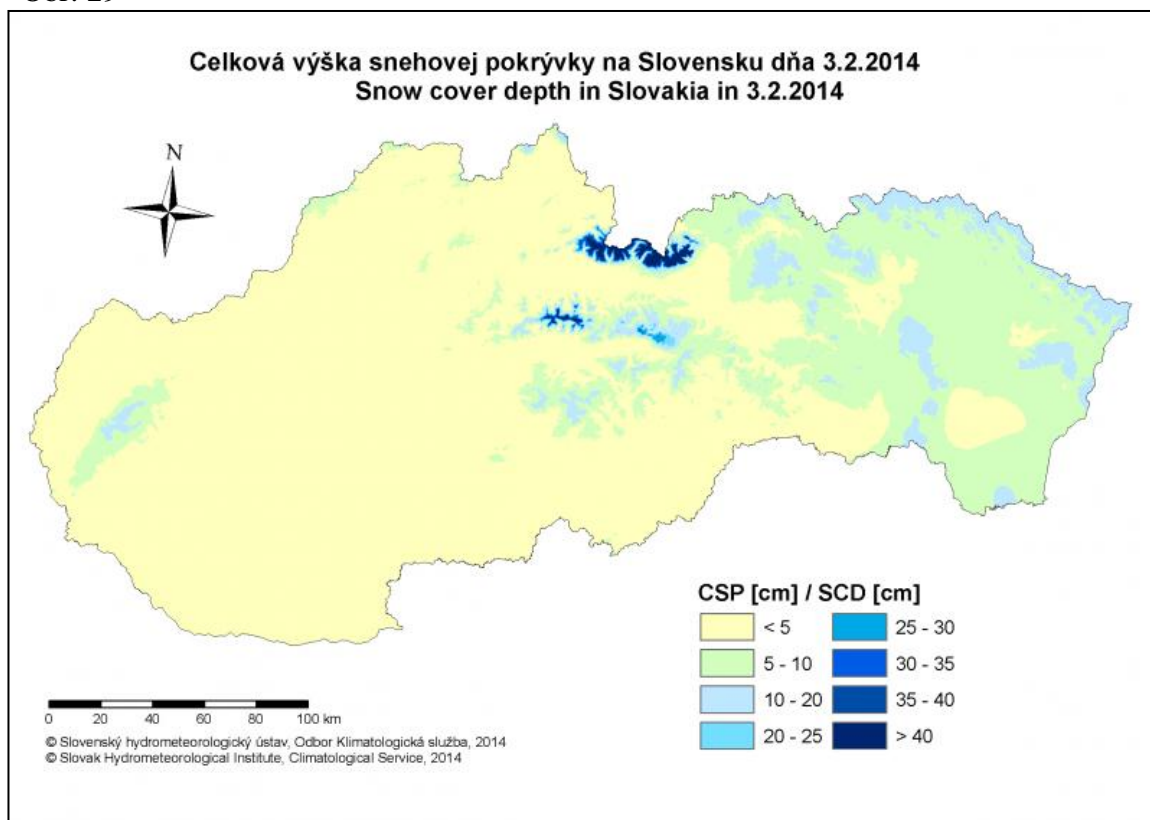 Celková výška snehovej pokrývky na Slovensku dňa 3.2.2014
Snow cover depth in Slovakia in 3.2.2014
N
CSP [cm] / SCD [cm]
< 5
25 - 30
5 - 10
30 - 35
10 - 20
35 - 40
20 - 25
> 40
0 20 40 60 80 100 km
© Slovenský hydrometeorologický ústav, Odbor Klimatologická služba, 2014
© Slovak Hydrometeorological Institute, Climatological Service, 2014